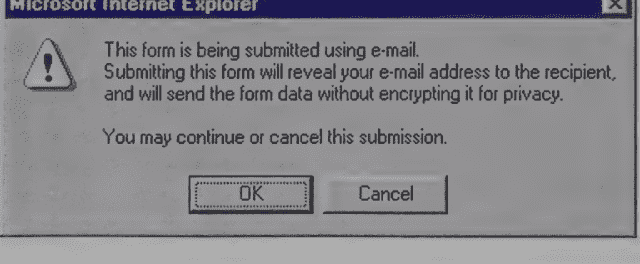 Microsoft Internet Explorer
This form is being submitted using e-mail.
Submitting this form will reveal your e-mail address to the recipient,
and will send the form data without encrypting it for privacy.
You may continue or cancel this submission.
OK
Cancel